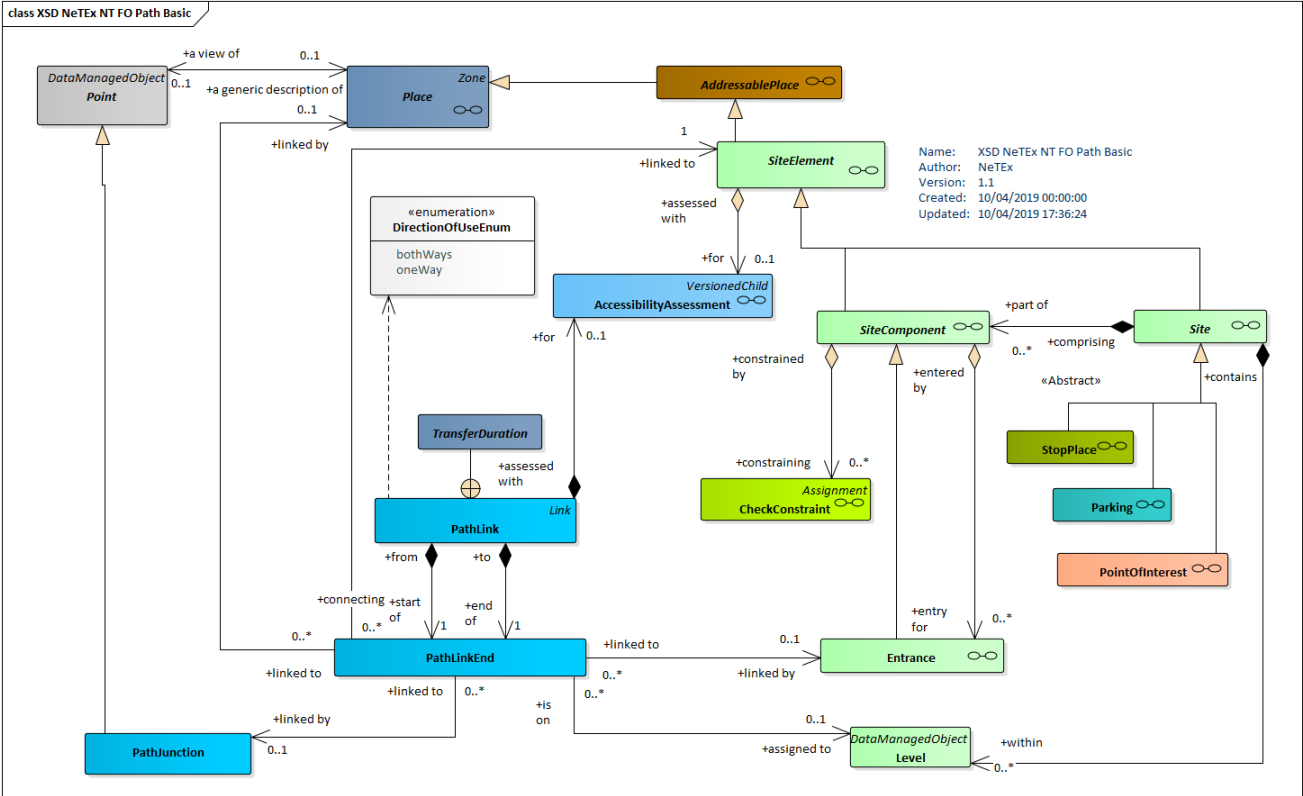 class XSD NeTEx NT FO Path Basic
+a view of
0..1
DataManagedObject
Point
0..1
+a generic description of
0..1
+linked by
Zone
Place
AddressablePlace
1
+linked to
SiteElement
Name: XSD NeTEx NT FO Path Basic
Author: NeTEx
Version: 1.1
Created: 10/04/2019 00:00:00
Updated: 10/04/2019 17:36:24
+assessed
with
«enumeration»
DirectionOfUseEnum
bothWays
oneWay
+for
0..1
VersionedChild
AccessibilityAssessment
+for
0..1
SiteComponent
+part of
0..*
+comprising
Site
+constrained
by
+entered
by
«Abstract»
+contains
TransferDuration
+assessed
with
+constraining
0..*
StopPlace
Assignment
CheckConstraint
Parking
Link
PathLink
+from
+to
PointOfInterest
+connecting
0..*
+start
of
1
+end
of
1
+entry
for
0..*
0..*
+linked to
PathLinkEnd
+linked to
0..1
0..*
+linked by
Entrance
+linked to
0..*
0..*
+is
on
+linked by
0..1
PathJunction
0..1
+assigned to
DataManagedObject
Level
+within
0..*